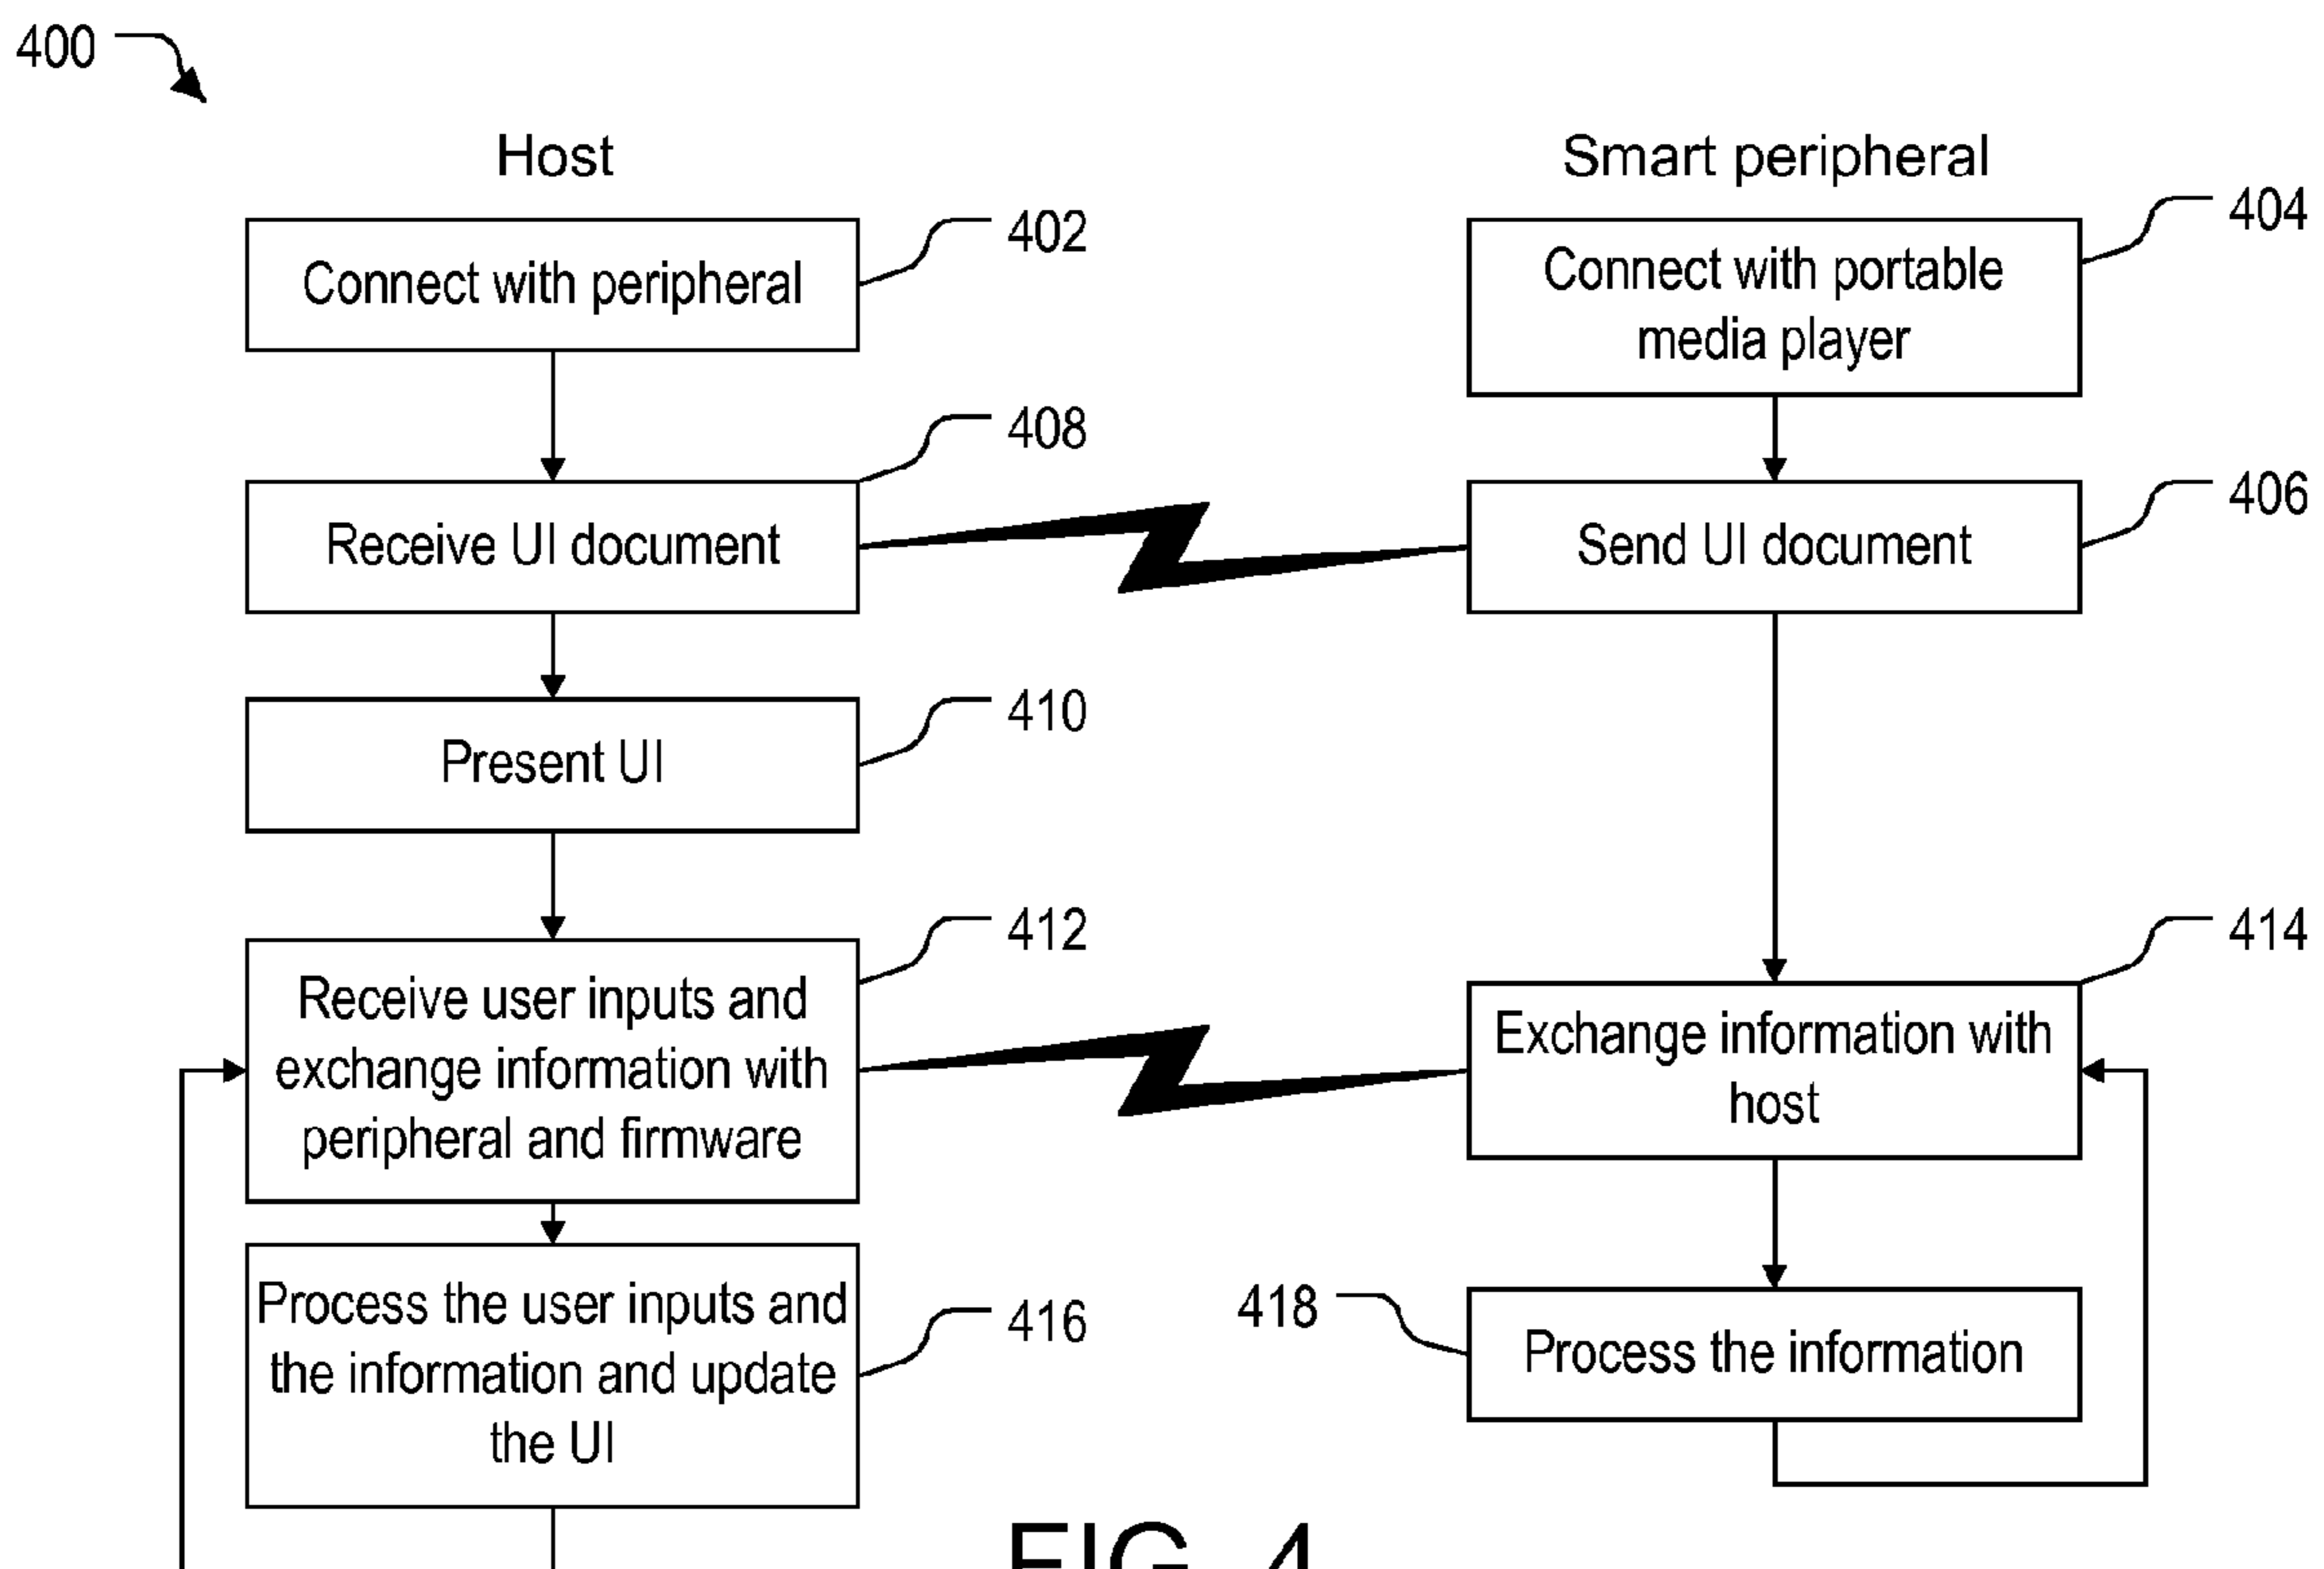 400
Host
Smart peripheral
402
404
Connect with peripheral
Connect with portable
media player
408
406
Receive UI document
Send UI document
410
Present UI
412
414
Receive user inputs and
exchange information with
peripheral and firmware
Exchange information with
host
416
418
Process the user inputs and
the information and update
the UI
Process the information
FIG. 4